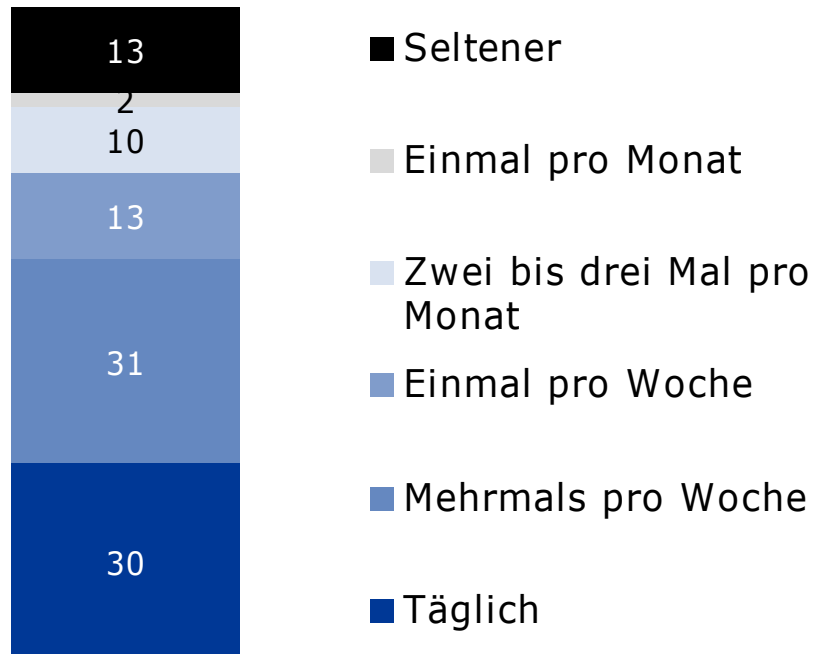 13
2
10
13
31
30
Seltener
Einmal pro Monat
Zwei bis drei Mal pro
Monat
Einmal pro Woche
Mehrmals pro Woche
Täglich